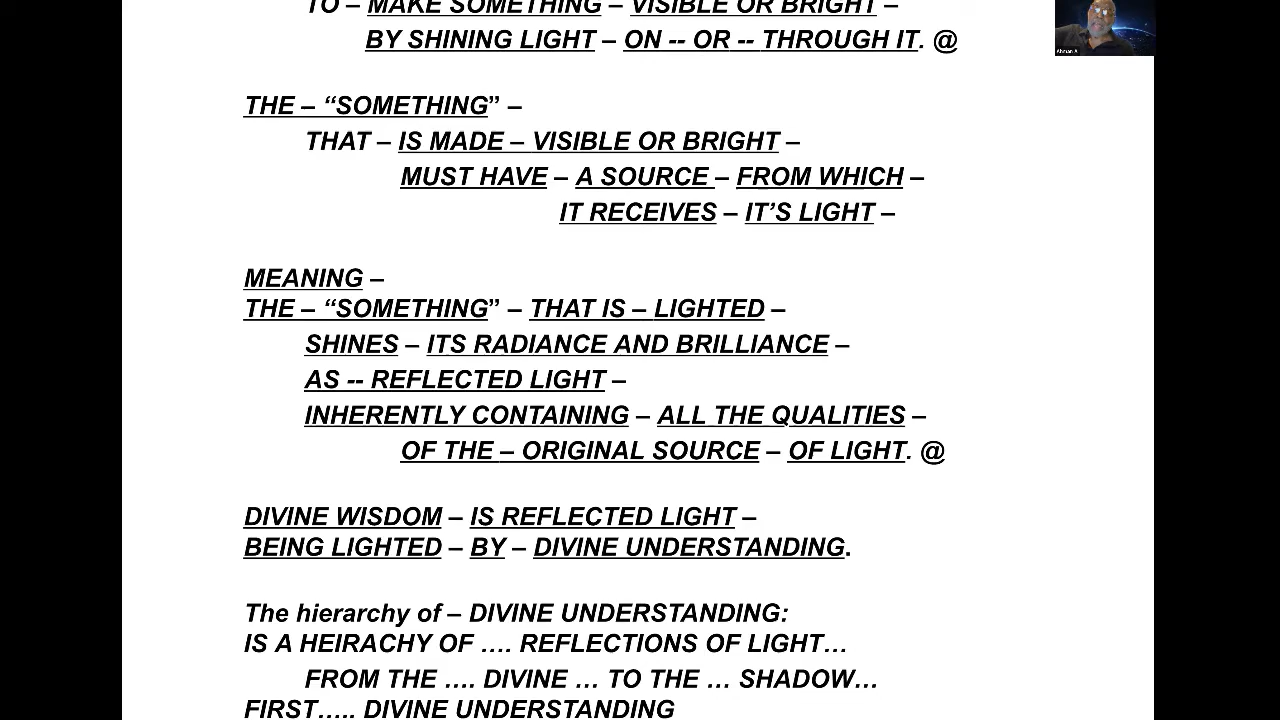 TO – MAKE SOMETHING – VISIBLE OR BRIGHT –
BY SHINING LIGHT – ON -- OR -- THROUGH IT. @
THE – “SOMETHING” –
THAT – IS MADE – VISIBLE OR BRIGHT –
MUST HAVE – A SOURCE – FROM WHICH –
IT RECEIVES – IT’S LIGHT –
MEANING –
THE – “SOMETHING” – THAT IS – LIGHTED –
SHINES – ITS RADIANCE AND BRILLIANCE –
AS -- REFLECTED LIGHT –
INHERENTLY CONTAINING – ALL THE QUALITIES –
OF THE – ORIGINAL SOURCE – OF LIGHT. @
DIVINE WISDOM – IS REFLECTED LIGHT –
BEING LIGHTED – BY – DIVINE UNDERSTANDING.
The hierarchy of – DIVINE UNDERSTANDING:
IS A HEIRACHY OF …. REFLECTIONS OF LIGHT…
FROM THE …. DIVINE … TO THE … SHADOW…
FIRST….. DIVINE UNDERSTANDING